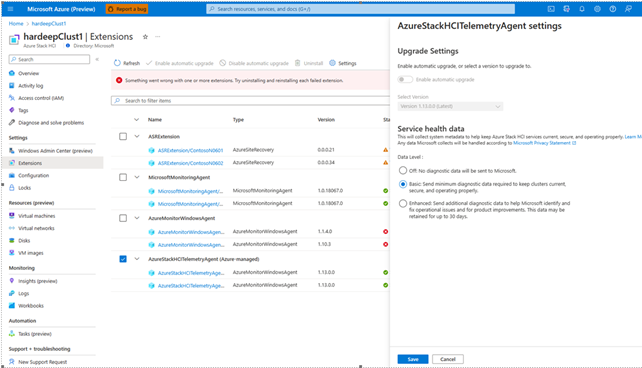 Microsoft Azure (Preview)
Report a bug
Search resources, services, and docs (G+/)
Home >
hardeepClust1 | Extensions
Azure Stack HCI
Directory: Microsoft
Search
Overview
Activity log
Access control (IAM)
Tags
Diagnose and solve problems
Settings
Windows Admin Center (preview)
Extensions
Configuration
Locks
Resources (preview)
Virtual machines
Virtual networks
Disks
VM images
Monitoring
Insights (preview)
Logs
Workbooks
Automation
Tasks (preview)
Support + troubleshooting
New Support Request
Refresh
Enable automatic upgrade
Disable automatic upgrade
Uninstall
Settings
Something went wrong with one or more extensions. Try uninstalling and reinstalling each failed extension.
Search to filter items
Name Type Version Sta
ASRExtension
ASRExtension/ContosoN0601 AzureSiteRecovery 0.0.0.21
ASRExtension/ContosoN0602 AzureSiteRecovery 0.0.0.34
MicrosoftMonitoringAgent
MicrosoftMonitoringAgent/... MicrosoftMonitoringAgent 1.0.18067.0
MicrosoftMonitoringAgent/... MicrosoftMonitoringAgent 1.0.18067.0
AzureMonitorWindowsAgent
AzureMonitorWindowsAgen... AzureMonitorWindowsAgent 1.1.4.0
AzureMonitorWindowsAgen... AzureMonitorWindowsAgent 1.10.3
AzureStackHCITelemetryAgent (Azure-managed)
AzureStackHCITelemetryAge... AzureMonitorWindowsAgent 1.13.0.0
AzureStackHCITelemetryAge... AzureMonitorWindowsAgent 1.13.0.0
AzureStackHCITelemetryAgent settings
Upgrade Settings
Enable automatic upgrade, or select a version to upgrade to.
Enable automatic upgrade
Select Version:
Version 1.13.0.0 (Latest)
Service health data
This will collect system metadata to help keep Azure Stack HCI services current, secure, and operating properly. Learn M
Any data Microsoft collects will be handled according to Microsoft Privacy Statement
Data Level :
Off: No diagnostic data will be sent to Microsoft.
Basic: Send minimum diagnostic data required to keep clusters current,
secure, and operating properly.
Enhanced: Send additional diagnostic data to help Microsoft identify and
fix operational issues and for product improvements. This data may be
retained for up to 30 days.
Save
Cancel